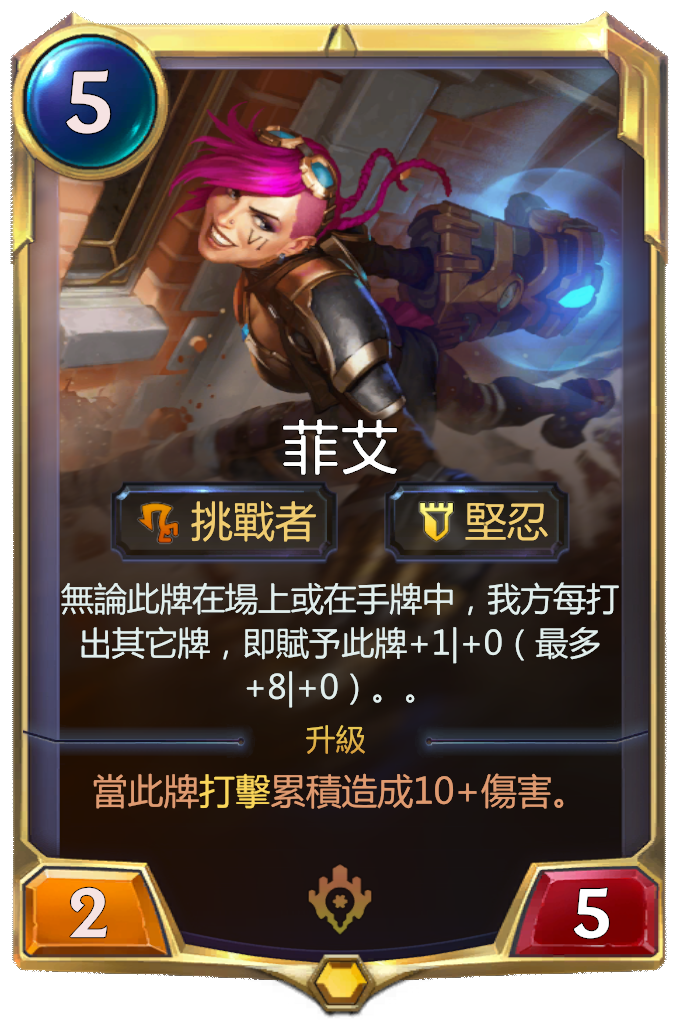 5
VI
菲艾
挑戰者
堅忍
無論此牌在場上或在手牌中，我方每打
出其它牌，即賦予此牌+1|+0（最多
+8|+0）。。
升級
當此牌打擊累積造成10+傷害。
2
5